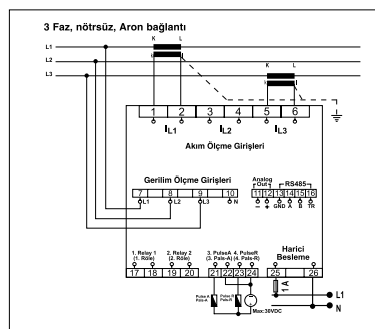 3 Faz, nötrsüz, Aron bağlantı
K L
L1
L2
K L
L3
1 2 3 4 5 6
IL1 IL2 IL3
Akım Ölçme Girişleri
Gerilim Ölçme Girişleri
Analog Out
RS485
7 8 9 10 11 12 13 14 15 16
L1 L2 L3 N − + GND A B TR
1. Relay 1 2. Relay 2 3. PulseA 4. PulseR
(1. Röle) (2. Röle) (3. Pals-A) (4. Pals-R)
Harici
Besleme
17 18 19 20 21 22 23 24 25 26
Pulse A Pulse R
Pals-A Pals-R
1 A
L1
Max:30VDC
N